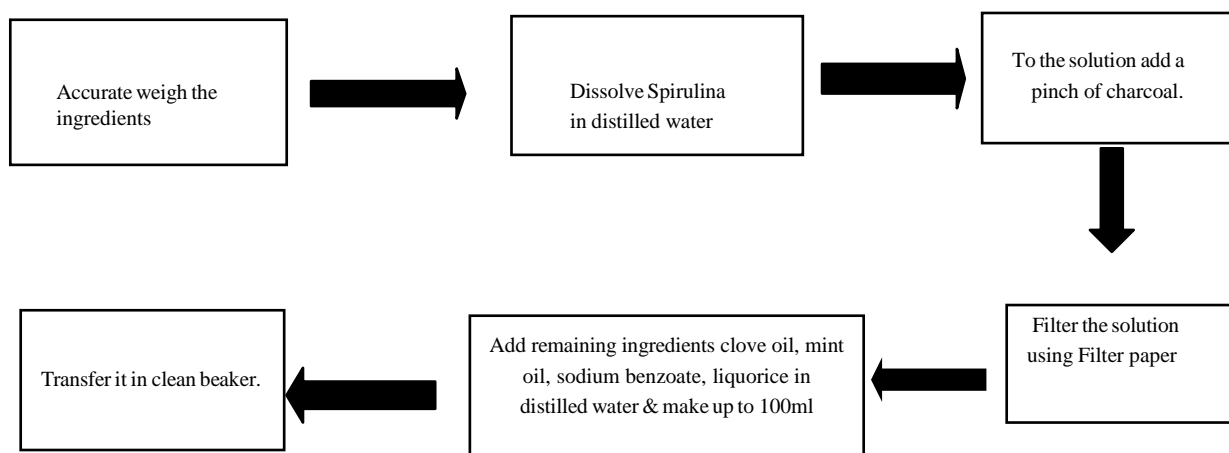 Accurate weigh the
ingredients
Dissolve Spirulina
in distilled water
To the solution add a
pinch of charcoal.
Filter the solution
using Filter paper
Add remaining ingredients clove oil, mint
oil, sodium benzoate, liquorice in
distilled water & make up to 100ml
Transfer it in clean beaker.